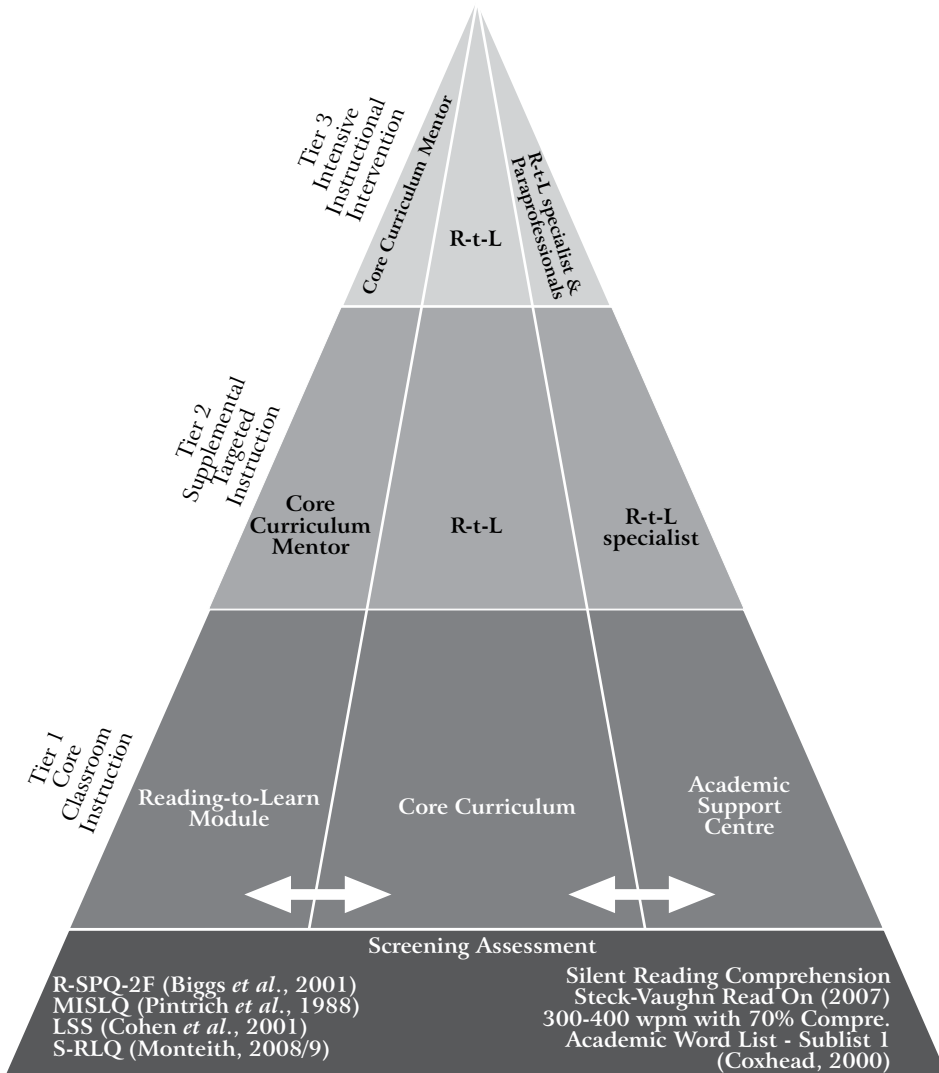 Tier 3
Intensive
Instructional
Intervention
Core Curriculum Mentor
R-t-L
R-t-L specialist &
Paraprofessionals
Tier 2
Supplemental
Targeted
Instruction
Core
Curriculum
Mentor
R-t-L
R-t-L
specialist
Tier 1
Core
Classroom
Instruction
Reading-to-Learn
Module
Core Curriculum
Academic
Support
Centre
Screening Assessment
R-SPQ-2F (Biggs et al., 2001)
MISLQ (Pintrich et al., 1988)
LSS (Cohen et al., 2001)
S-RLQ (Monteith, 2008/9)
Silent Reading Comprehension
Steck-Vaughn Read On (2007)
300-400 wpm with 70% Compre.
Academic Word List - Sublist 1
(Coxhead, 2000)